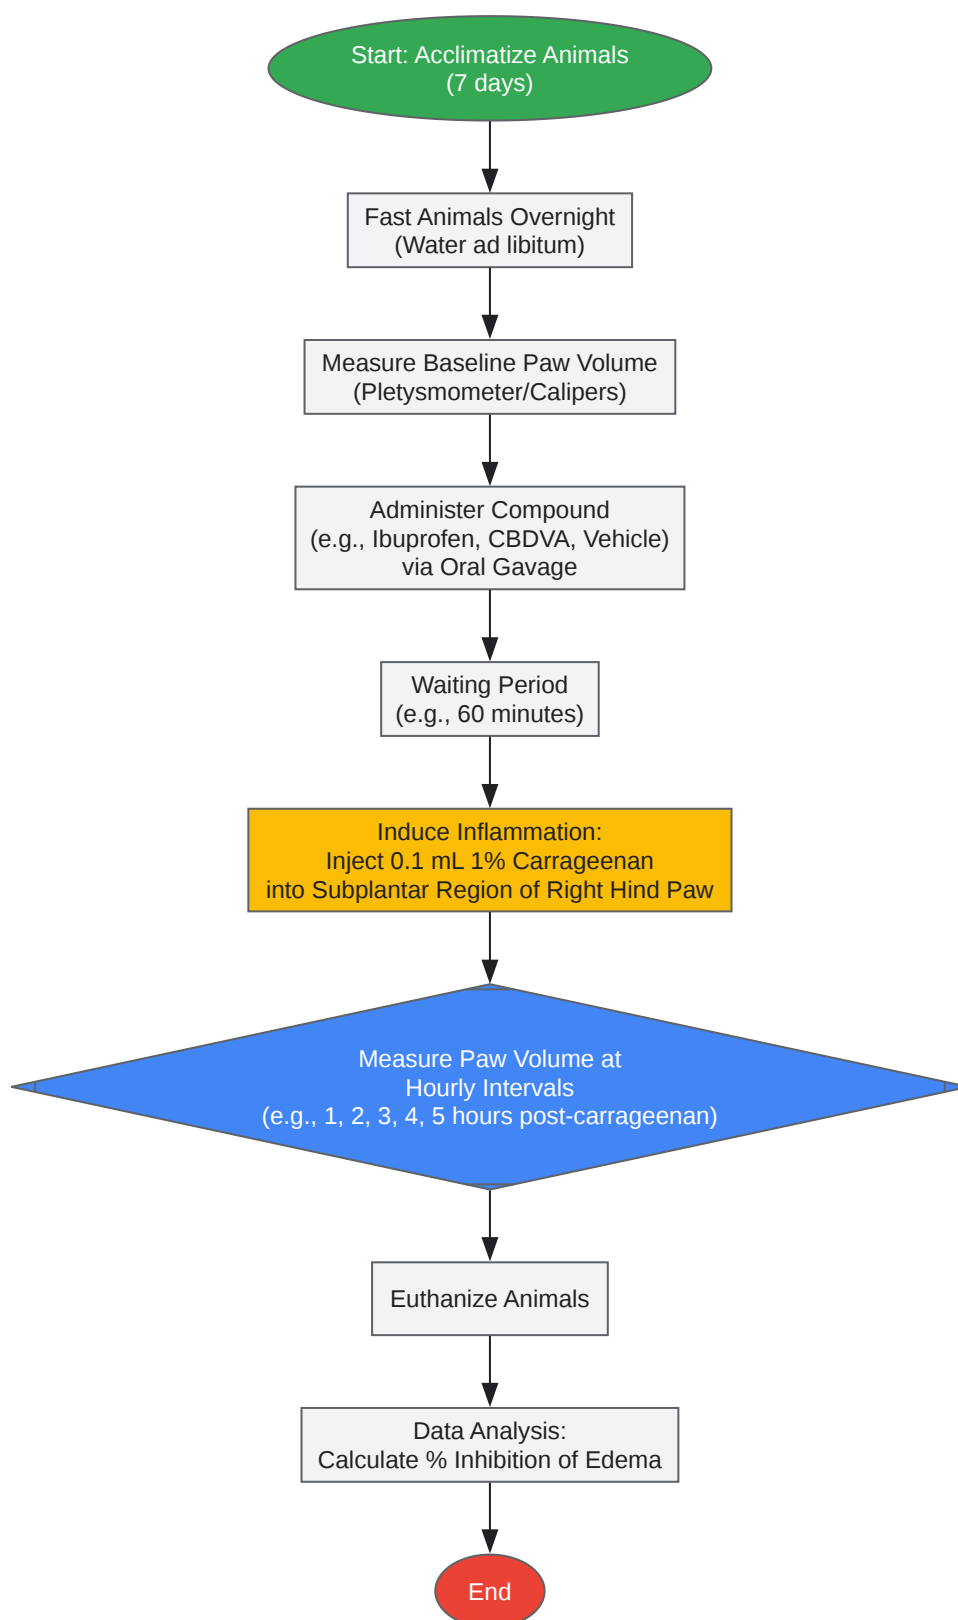 Start: Acclimatize Animals
(7 days)
Fast Animals Overnight
(Water ad libitum)
Measure Baseline Paw Volume
(Pletysmometer/Calipers)
Administer Compound
(e.g., Ibuprofen, CBDVA, Vehicle)
via Oral Gavage
Waiting Period
(e.g., 60 minutes)
Induce Inflammation:
Inject 0.1 mL 1% Carrageenan
into Subplantar Region of Right Hind Paw
Measure Paw Volume at
Hourly Intervals
(e.g., 1, 2, 3, 4, 5 hours post-carrageenan)
Euthanize Animals
Data Analysis:
Calculate % Inhibition of Edema
End